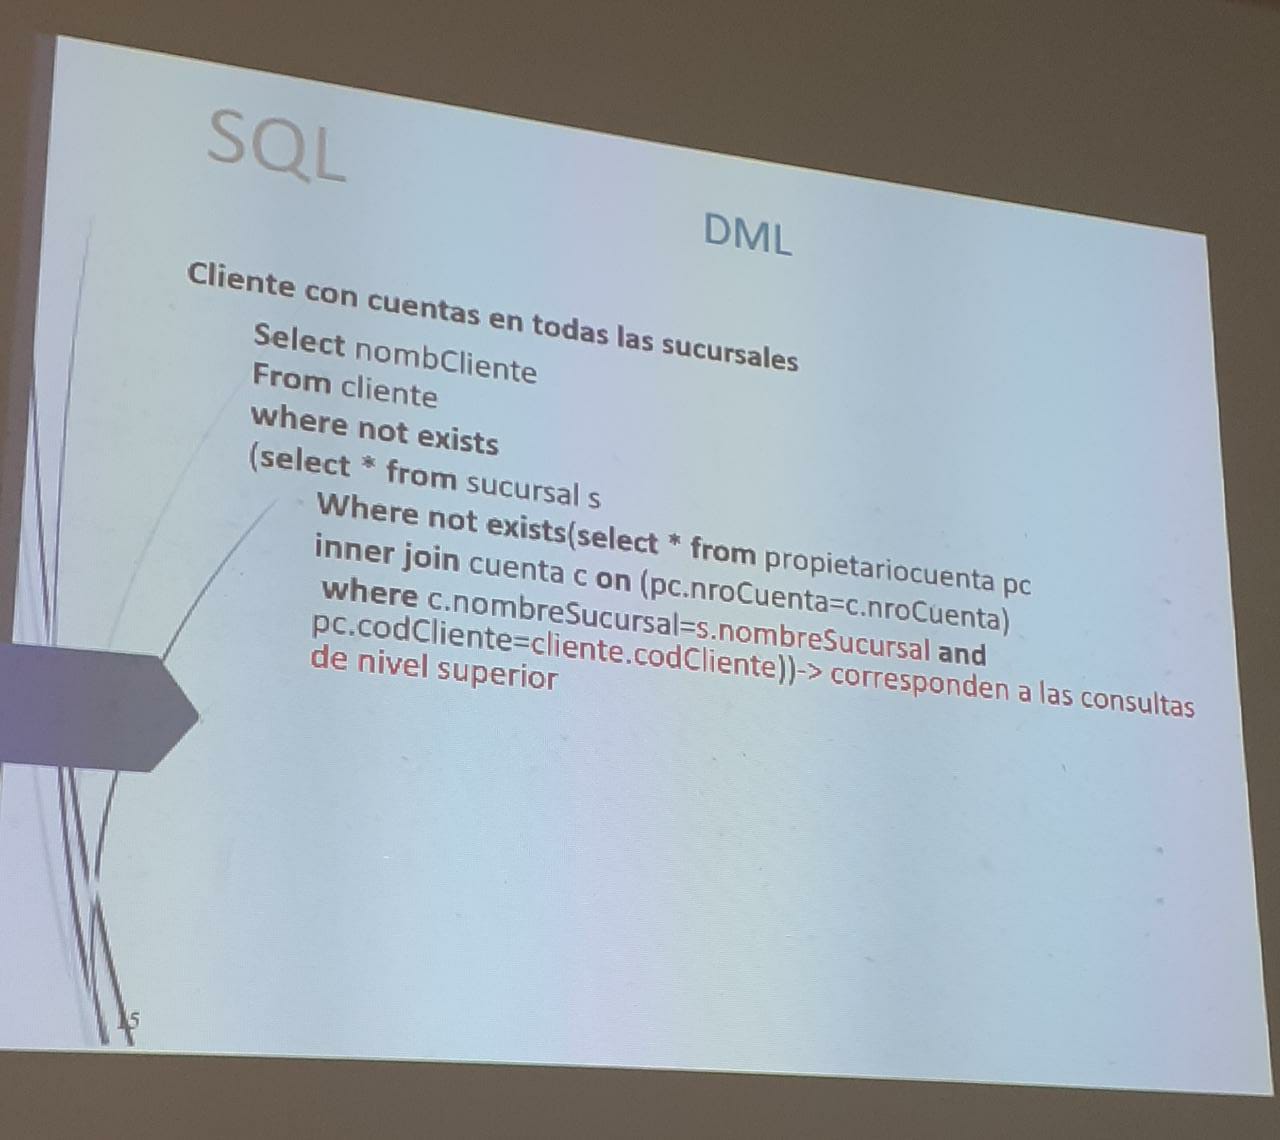 SQL
DML
Cliente con cuentas en todas las sucursales
Select nombCliente
From cliente
where not exists
(select * from sucursal s
Where not exists(select * from propietariocuenta pc
inner join cuenta c on (pc.nroCuenta=c.nroCuenta)
where c.nombreSucursal=s.nombreSucursal and
pc.codCliente=cliente.codCliente))-> corresponden a las consultas
de nivel superior